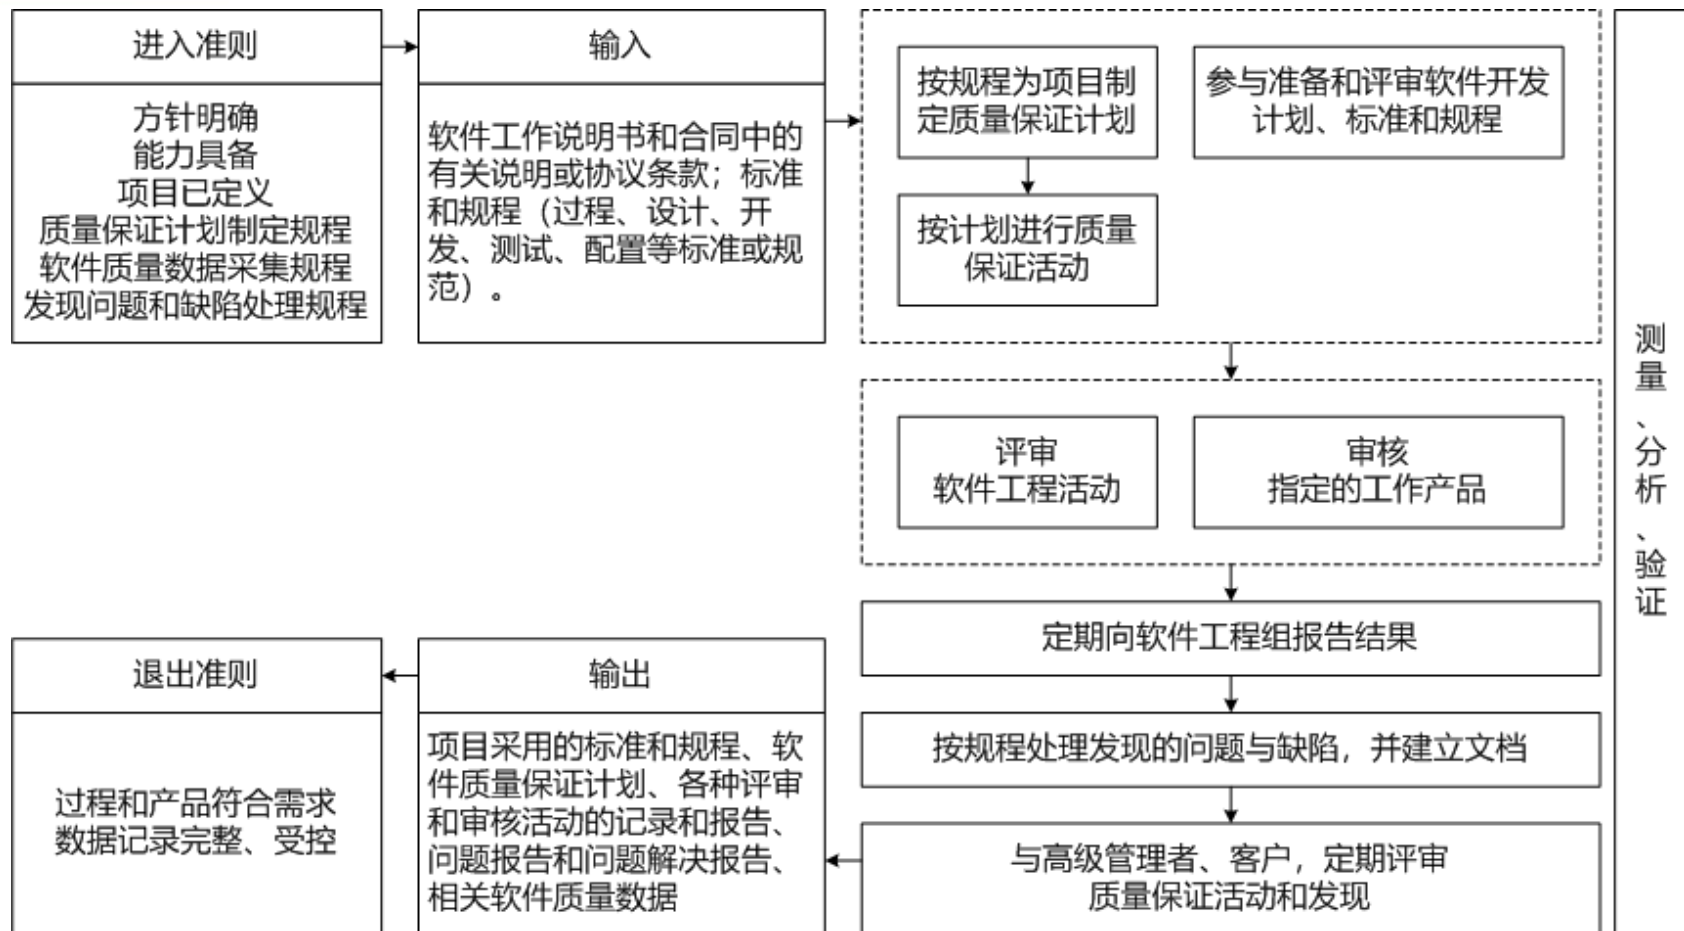 进入准则
方针明确
能力具备
项目已定义
质量保证计划制定规程
软件质量数据采集规程
发现问题和缺陷处理规程
输入
软件工作说明书和合同中的
有关说明或协议条款；标准
和规程（过程、设计、开
发、测试、配置等标准或规
范）。
按规程为项目制
定质量保证计划
参与准备和评审软件开发
计划、标准和规程
按计划进行质量
保证活动
评审
软件工程活动
审核
指定的工作产品
定期向软件工程组报告结果
按规程处理发现的问题与缺陷，并建立文档
与高级管理者、客户，定期评审
质量保证活动和发现
输出
项目采用的标准和规程、软
件质量保证计划、各种评审
和审核活动的记录和报告、
问题报告和问题解决报告、
相关软件质量数据
退出准则
过程和产品符合需求
数据记录完整、受控
测量、分析、验证